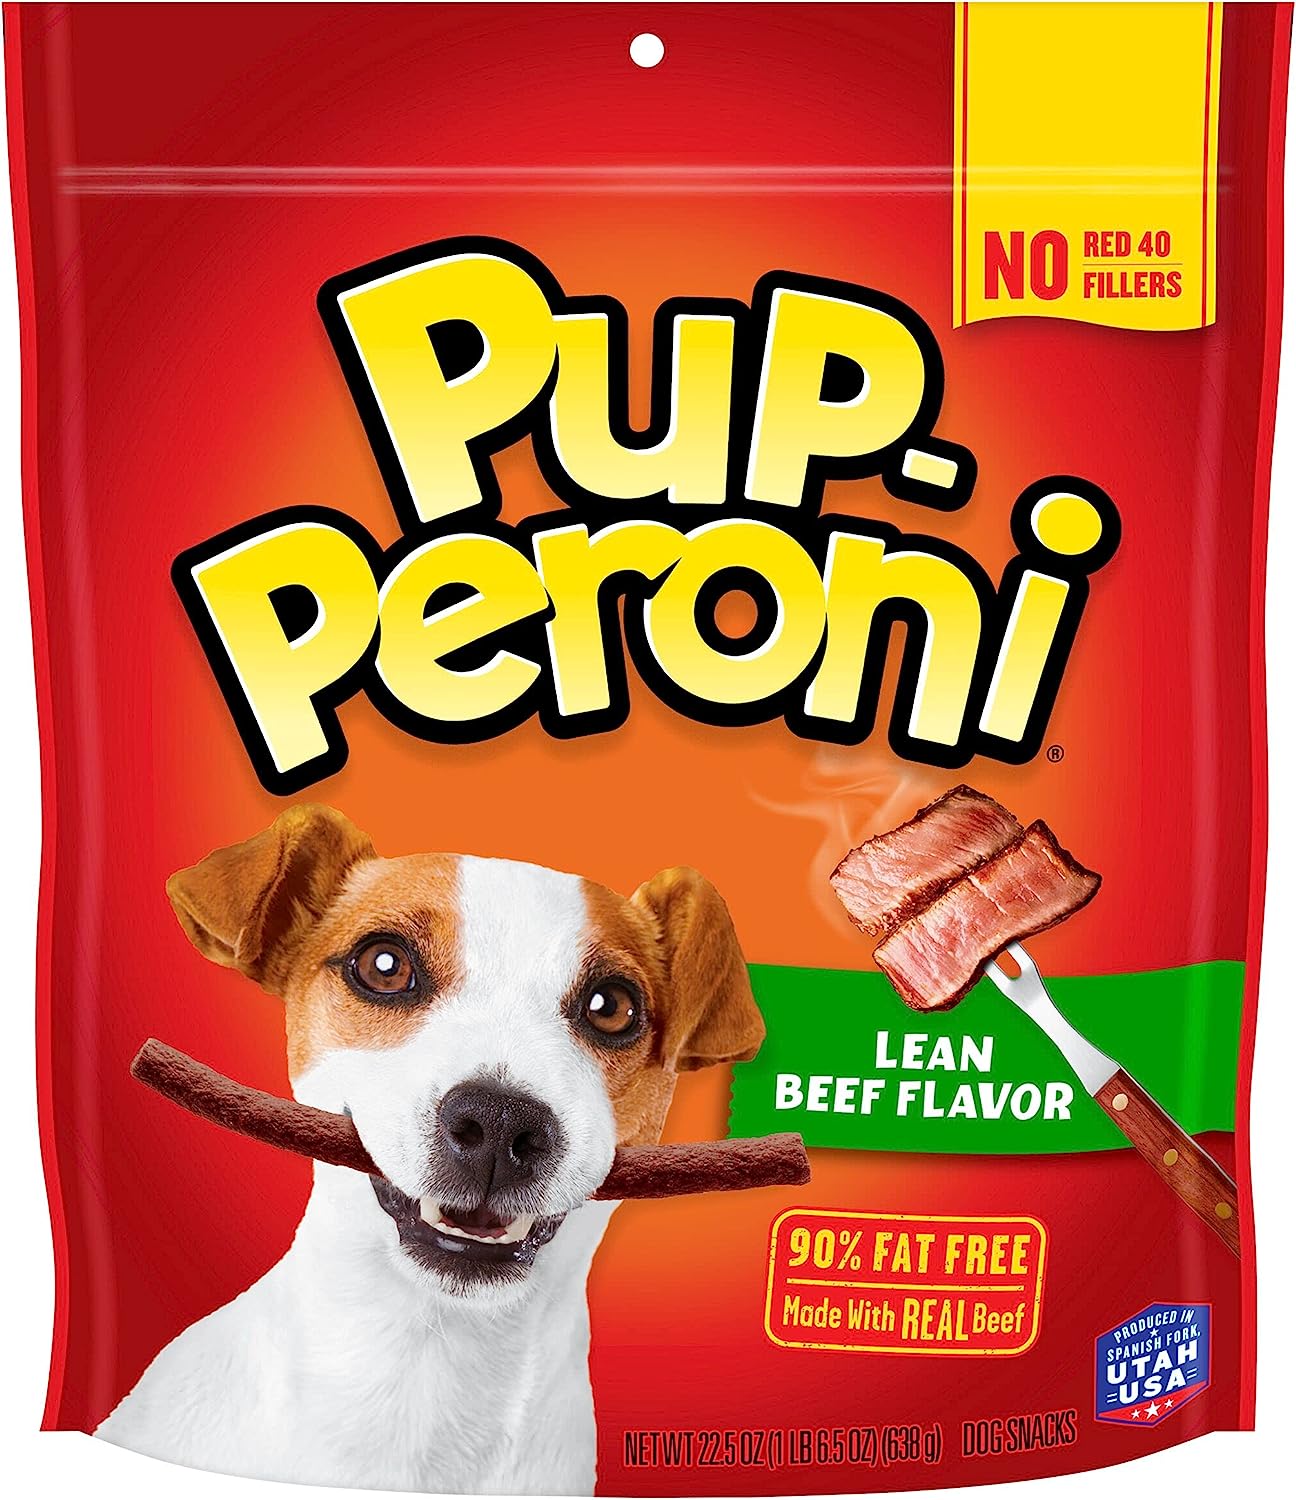 NO RED 40
FILLERS
Pup-
Peroni®
LEAN
BEEF FLAVOR
90% FAT FREE
Made With REAL Beef
PRODUCED IN
SPANISH FORK,
UTAH
USA
NET WT 22.5 OZ (1 LB 6.5 OZ) (638 g) DOG SNACKS